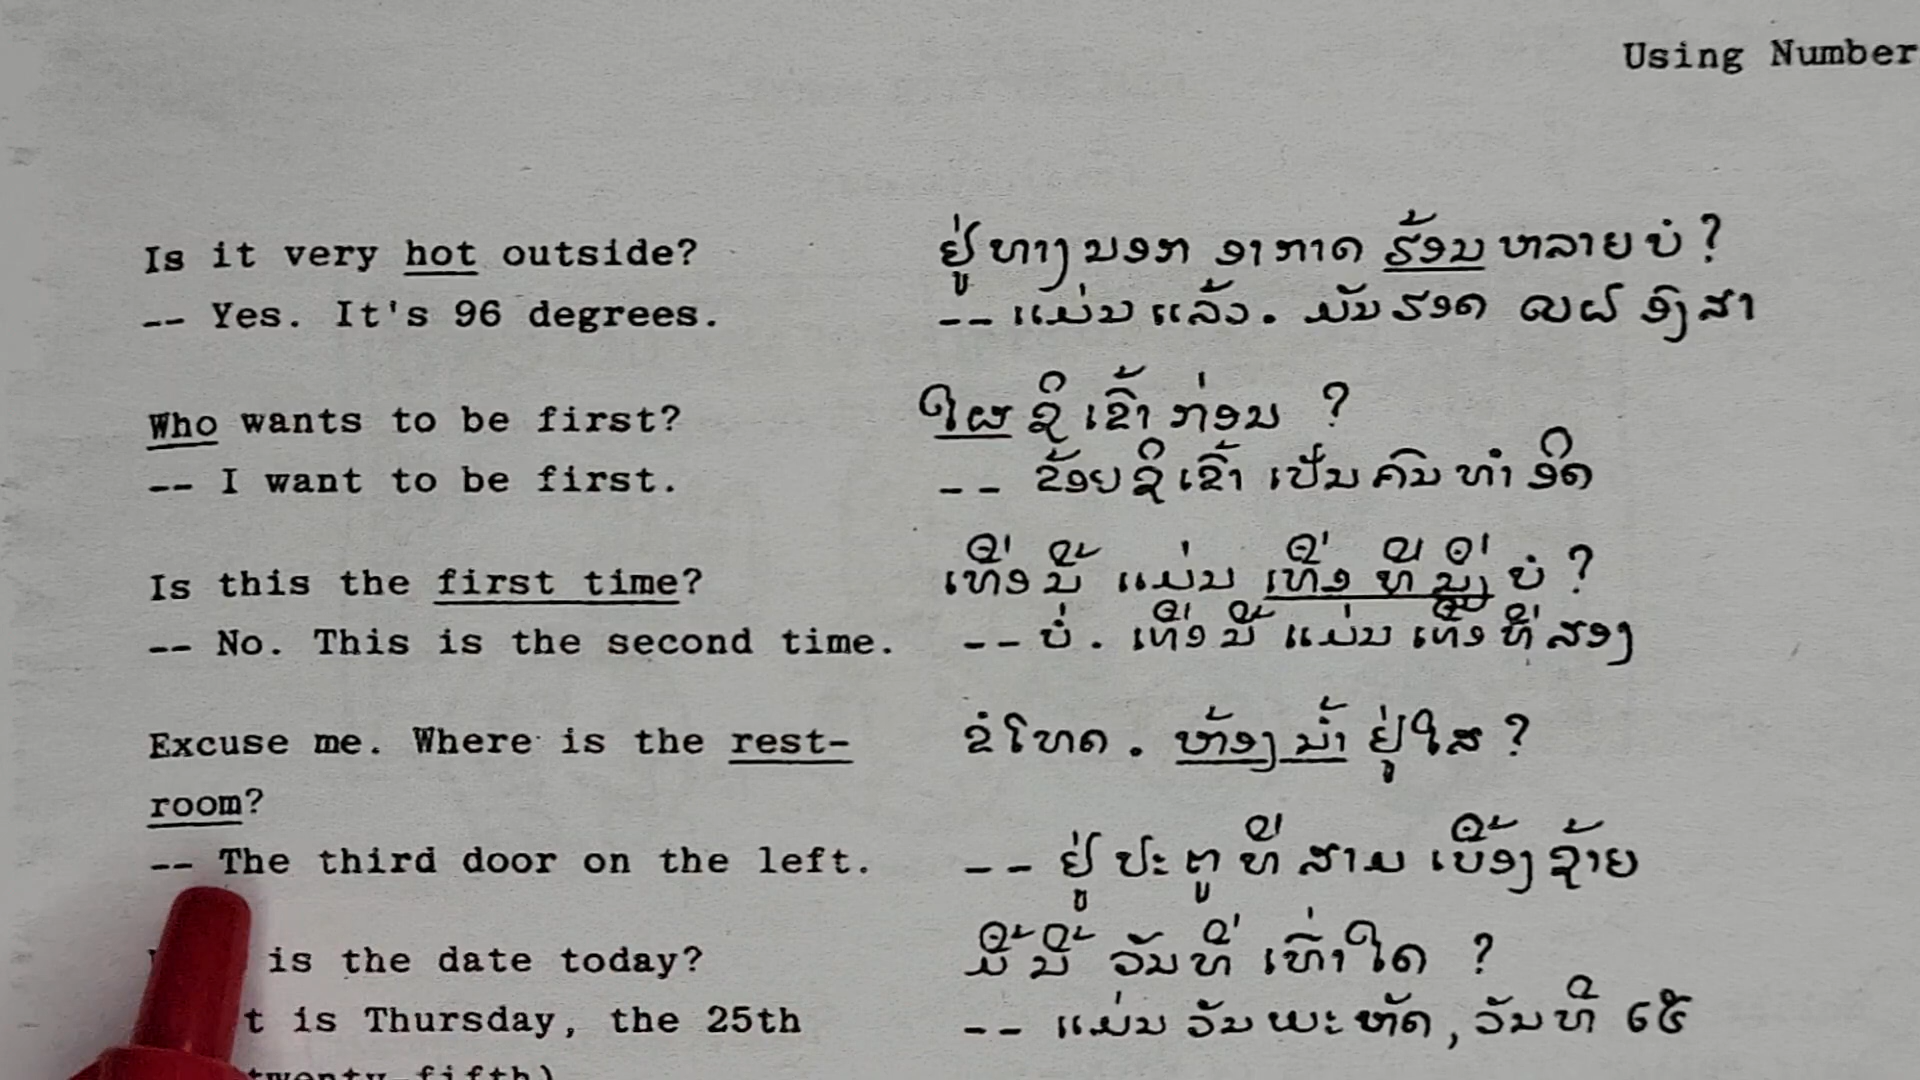 Using Number
Is it very hot outside? ຢູ່ທາງນອກ ອາກາດ ຮ້ອນຫລາຍບໍ?
-- Yes. It's 96 degrees. -- ແມ່ນແລ້ວ. ມັນຮອດ ໙໖ ອົງສາ
Who wants to be first? ໃຜຊິເຂົ້າກ່ອນ ?
-- I want to be first. -- ຂ້ອຍຊິເຂົ້າ ເປັນຄົນທຳອິດ
Is this the first time? ເທື່ອນີ້ ແມ່ນ ເທື່ອທີນຶ່ງບໍ ?
-- No. This is the second time. -- ບໍ່. ເທື່ອນີ້ ແມ່ນ ເທື່ອທີ່ສອງ
Excuse me. Where is the rest- ຂໍໂທດ. ຫ້ອງນ້ຳ ຢູ່ໃສ ?
room?
-- The third door on the left. -- ຢູ່ ປະຕູ ທີ່ ສາມ ເບື້ອງຊ້າຍ
is the date today? ມື້ນີ້ ວັນທີ່ ເທົ່າໃດ ?
t is Thursday, the 25th -- ແມ່ນ ວັນພະຫັດ, ວັນທີ ໒໕
twenty fifth)